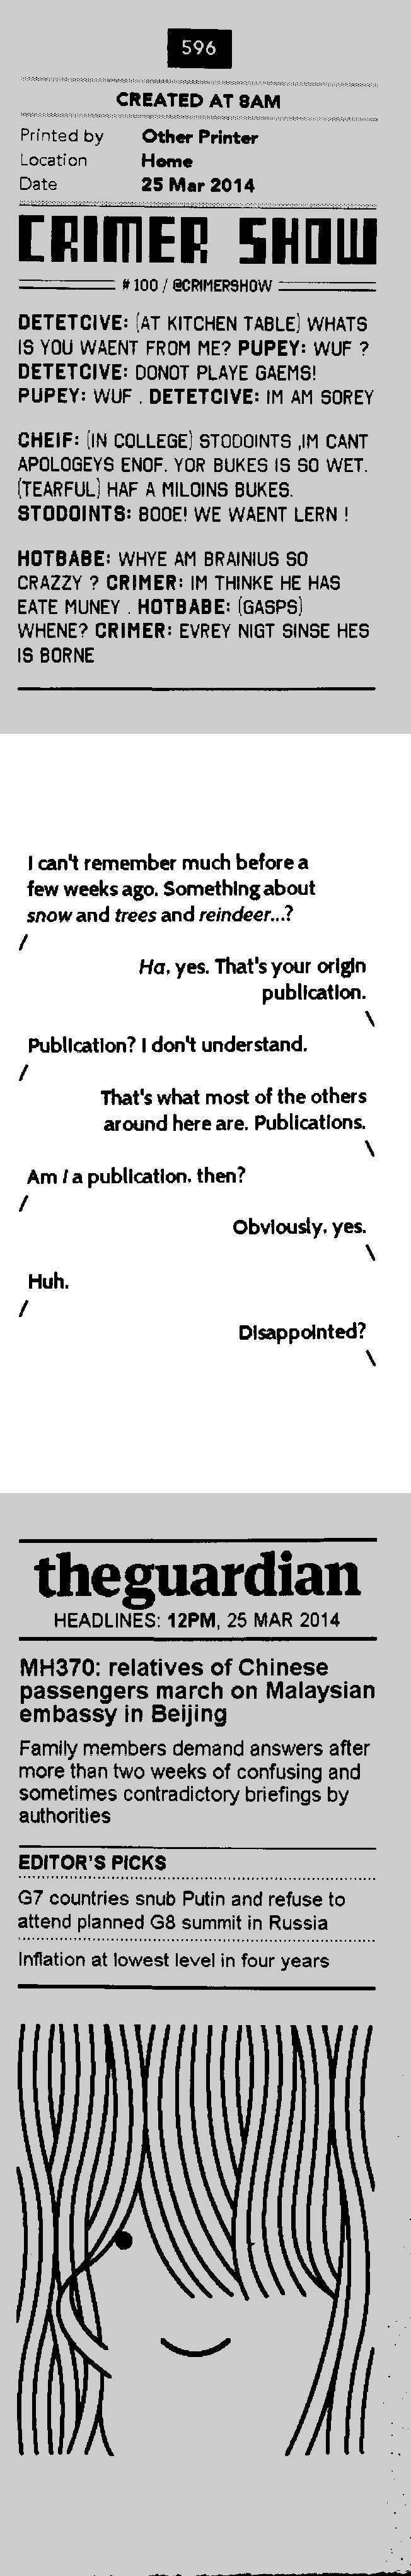 596
CREATED AT 8AM
Printed by Other Printer
Location Home
Date 25 Mar 2014
CRIMER SHOW
# 100 / @CRIMERSHOW
DETETCIVE: (AT KITCHEN TABLE) WHATS
IS YOU WAENT FROM ME? PUPEY: WUF ?
DETETCIVE: DONOT PLAYE GAEMS!
PUPEY: WUF . DETETCIVE: IM AM SOREY
CHEIF: (IN COLLEGE) STODOINTS ,IM CANT
APOLOGEYS ENOF. YOR BUKES IS SO WET.
(TEARFUL) HAF A MILOINS BUKES.
STODOINTS: BOOE! WE WAENT LERN !
HOTBABE: WHYE AM BRAINIUS SO
CRAZZY ? CRIMER: IM THINKE HE HAS
EATE MUNEY . HOTBABE: (GASPS)
WHENE? CRIMER: EVREY NIGT SINSE HES
IS BORNE
I can't remember much before a
few weeks ago. Something about
snow and trees and reindeer...?
/
Ha, yes. That's your origin
publication.
\
Publication? I don't understand.
/
That's what most of the others
around here are. Publications.
\
Am I a publication, then?
/
Obviously, yes.
\
Huh.
/
Disappointed?
\
theguardian
HEADLINES: 12PM, 25 MAR 2014
MH370: relatives of Chinese
passengers march on Malaysian
embassy in Beijing
Family members demand answers after
more than two weeks of confusing and
sometimes contradictory briefings by
authorities
EDITOR'S PICKS
G7 countries snub Putin and refuse to
attend planned G8 summit in Russia
Inflation at lowest level in four years